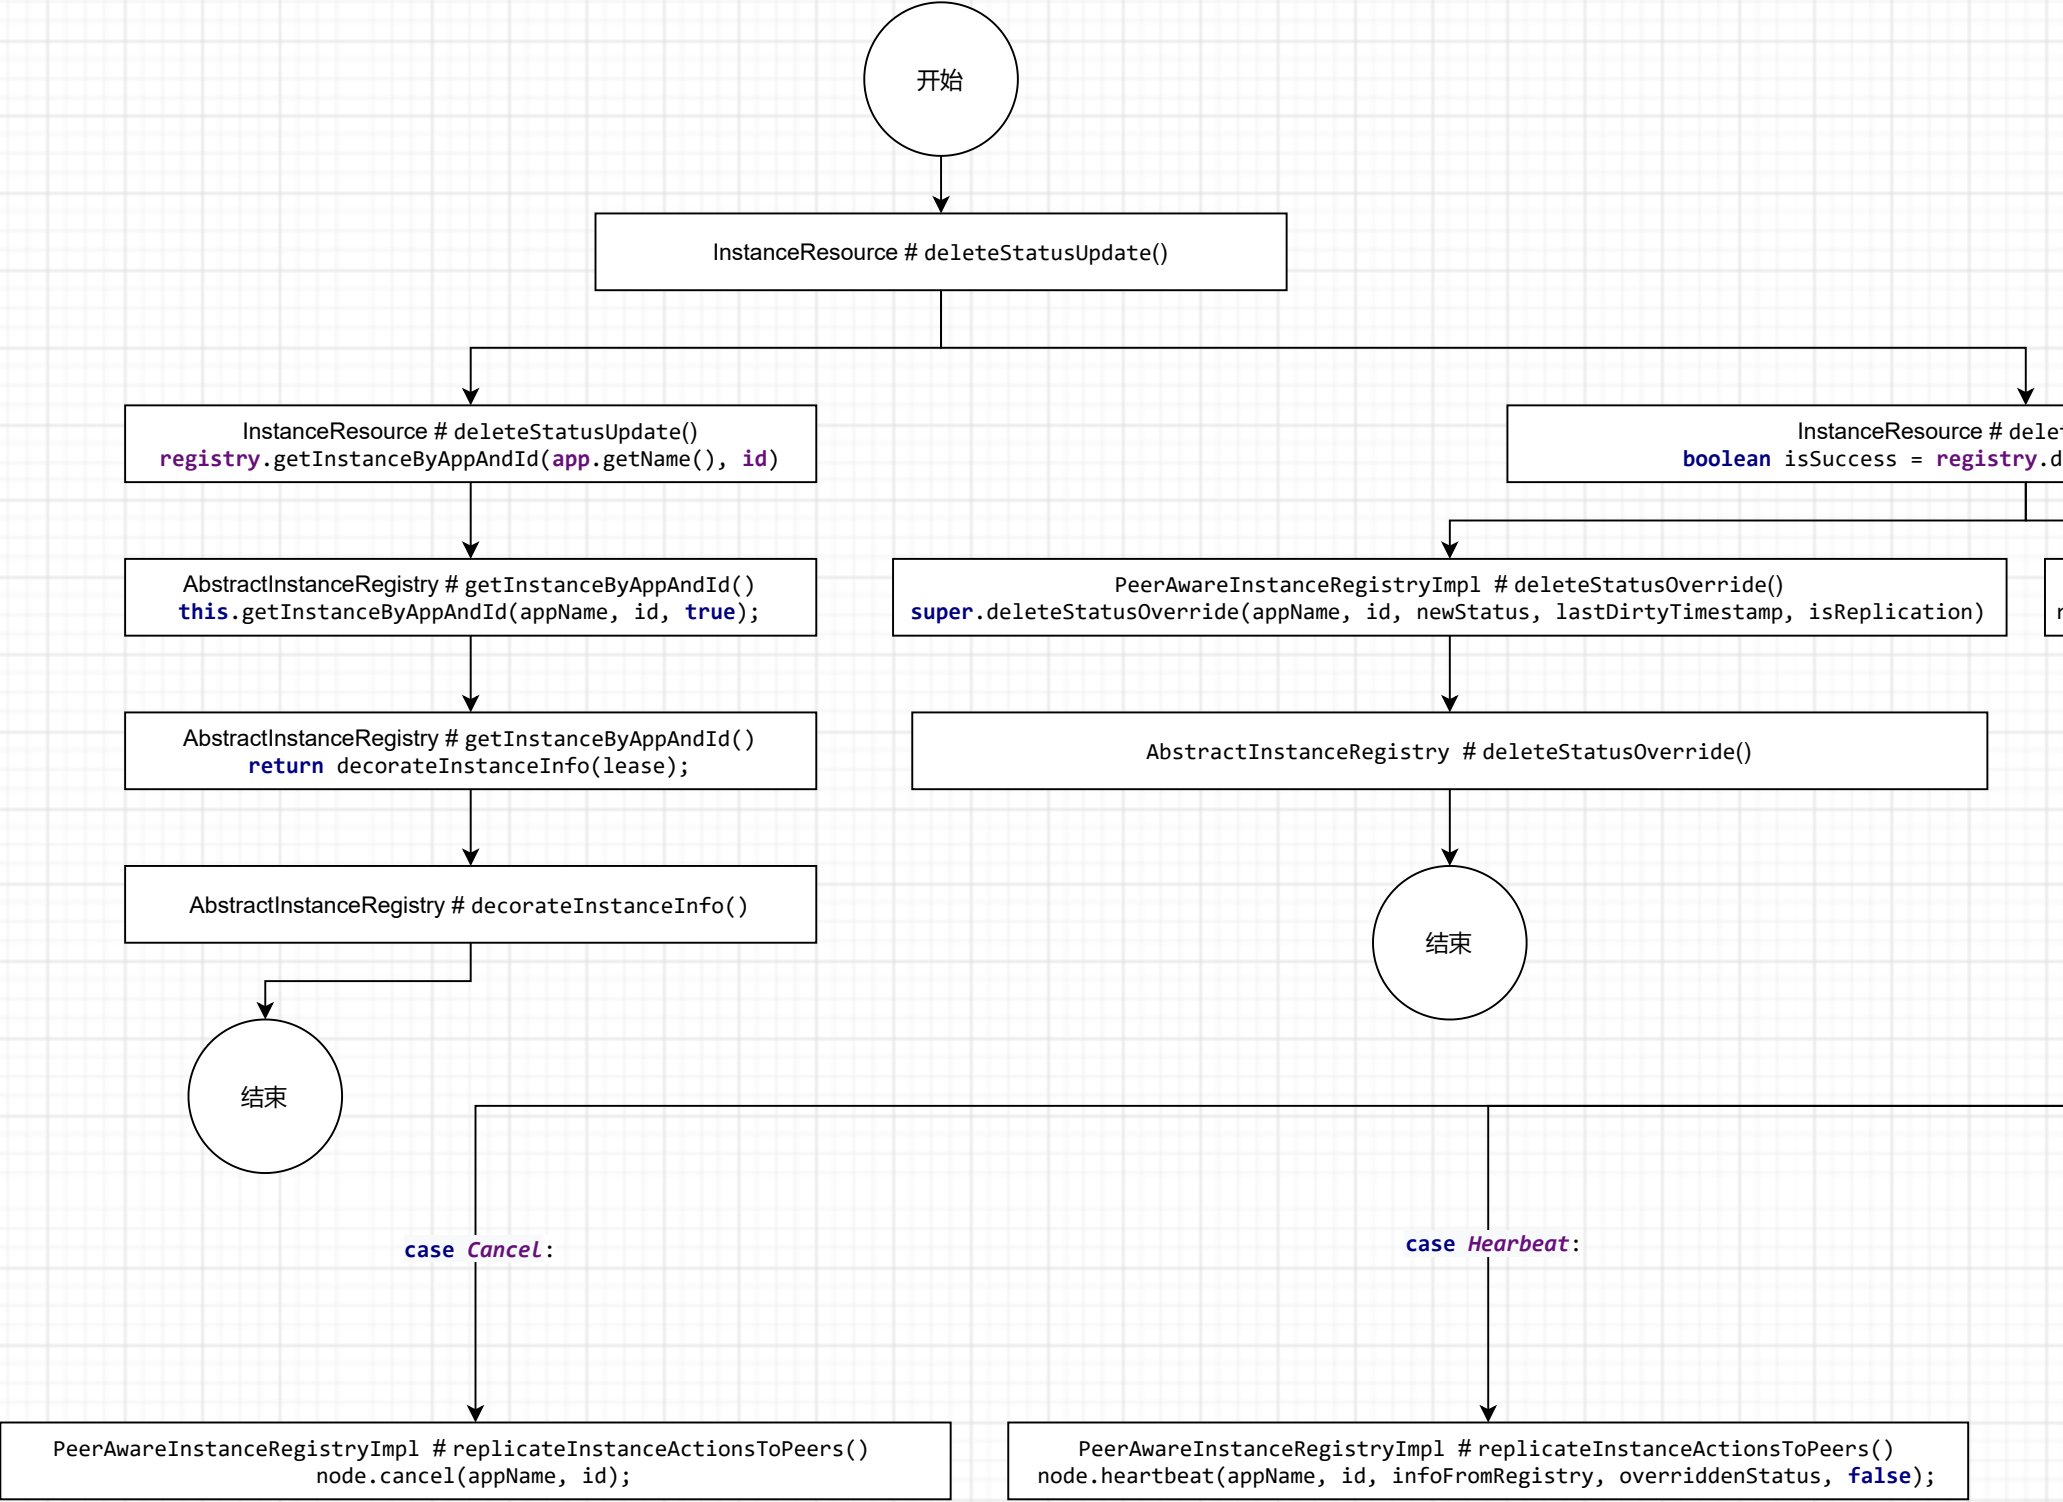 开始
InstanceResource # deleteStatusUpdate()
InstanceResource # deleteStatusUpdate()
registry.getInstanceByAppAndId(app.getName(), id)
InstanceResource #
boolean isSuccess = registry.
AbstractInstanceRegistry # getInstanceByAppAndId()
this.getInstanceByAppAndId(appName, id, true);
PeerAwareInstanceRegistryImpl # deleteStatusOverride()
super.deleteStatusOverride(appName, id, newStatus, lastDirtyTimestamp, isReplication)
AbstractInstanceRegistry # getInstanceByAppAndId()
return decorateInstanceInfo(lease);
AbstractInstanceRegistry # deleteStatusOverride()
AbstractInstanceRegistry # decorateInstanceInfo()
结束
结束
case Cancel:
case Hearbeat:
PeerAwareInstanceRegistryImpl # replicateInstanceActionsToPeers()
node.cancel(appName, id);
PeerAwareInstanceRegistryImpl # replicateInstanceActionsToPeers()
node.heartbeat(appName, id, infoFromRegistry, overriddenStatus, false);